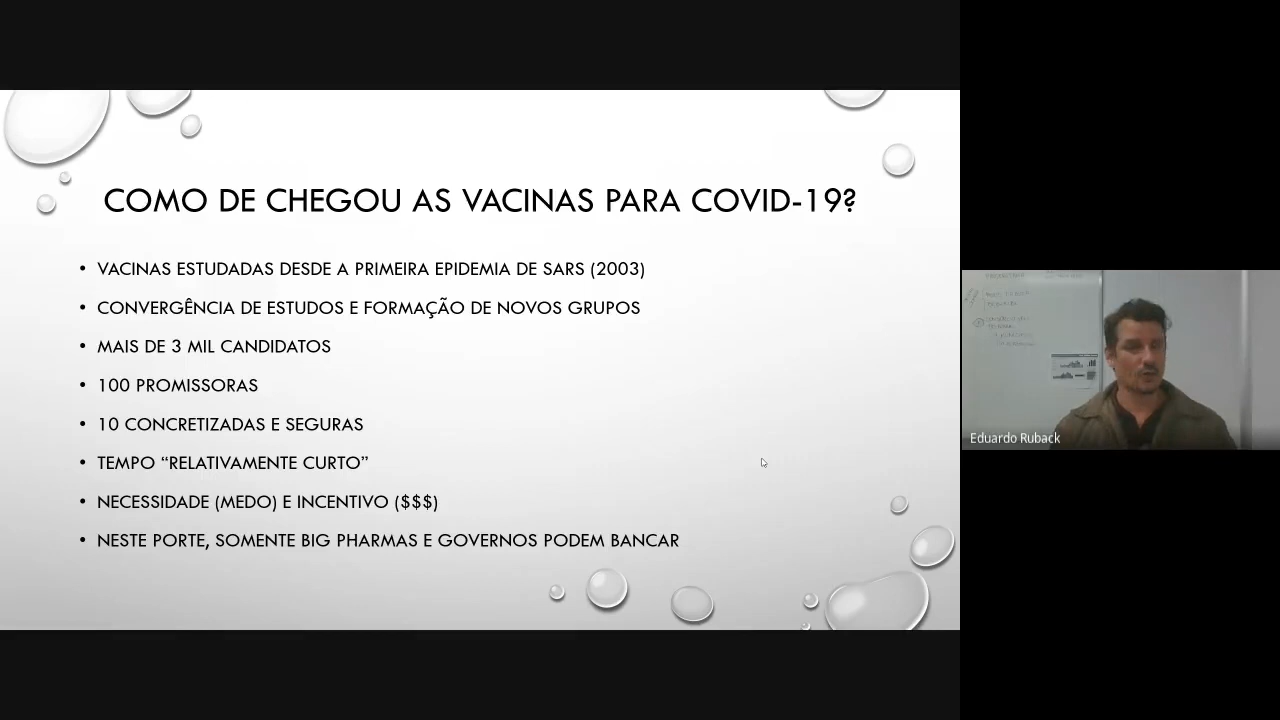 COMO DE CHEGOU AS VACINAS PARA COVID-19?
• VACINAS ESTUDADAS DESDE A PRIMEIRA EPIDEMIA DE SARS (2003)
• CONVERGÊNCIA DE ESTUDOS E FORMAÇÃO DE NOVOS GRUPOS
• MAIS DE 3 MIL CANDIDATOS
• 100 PROMISSORAS
• 10 CONCRETIZADAS E SEGURAS
• TEMPO “RELATIVAMENTE CURTO”
• NECESSIDADE (MEDO) E INCENTIVO ($$$)
• NESTE PORTE, SOMENTE BIG PHARMAS E GOVERNOS PODEM BANCAR
Eduardo Ruback